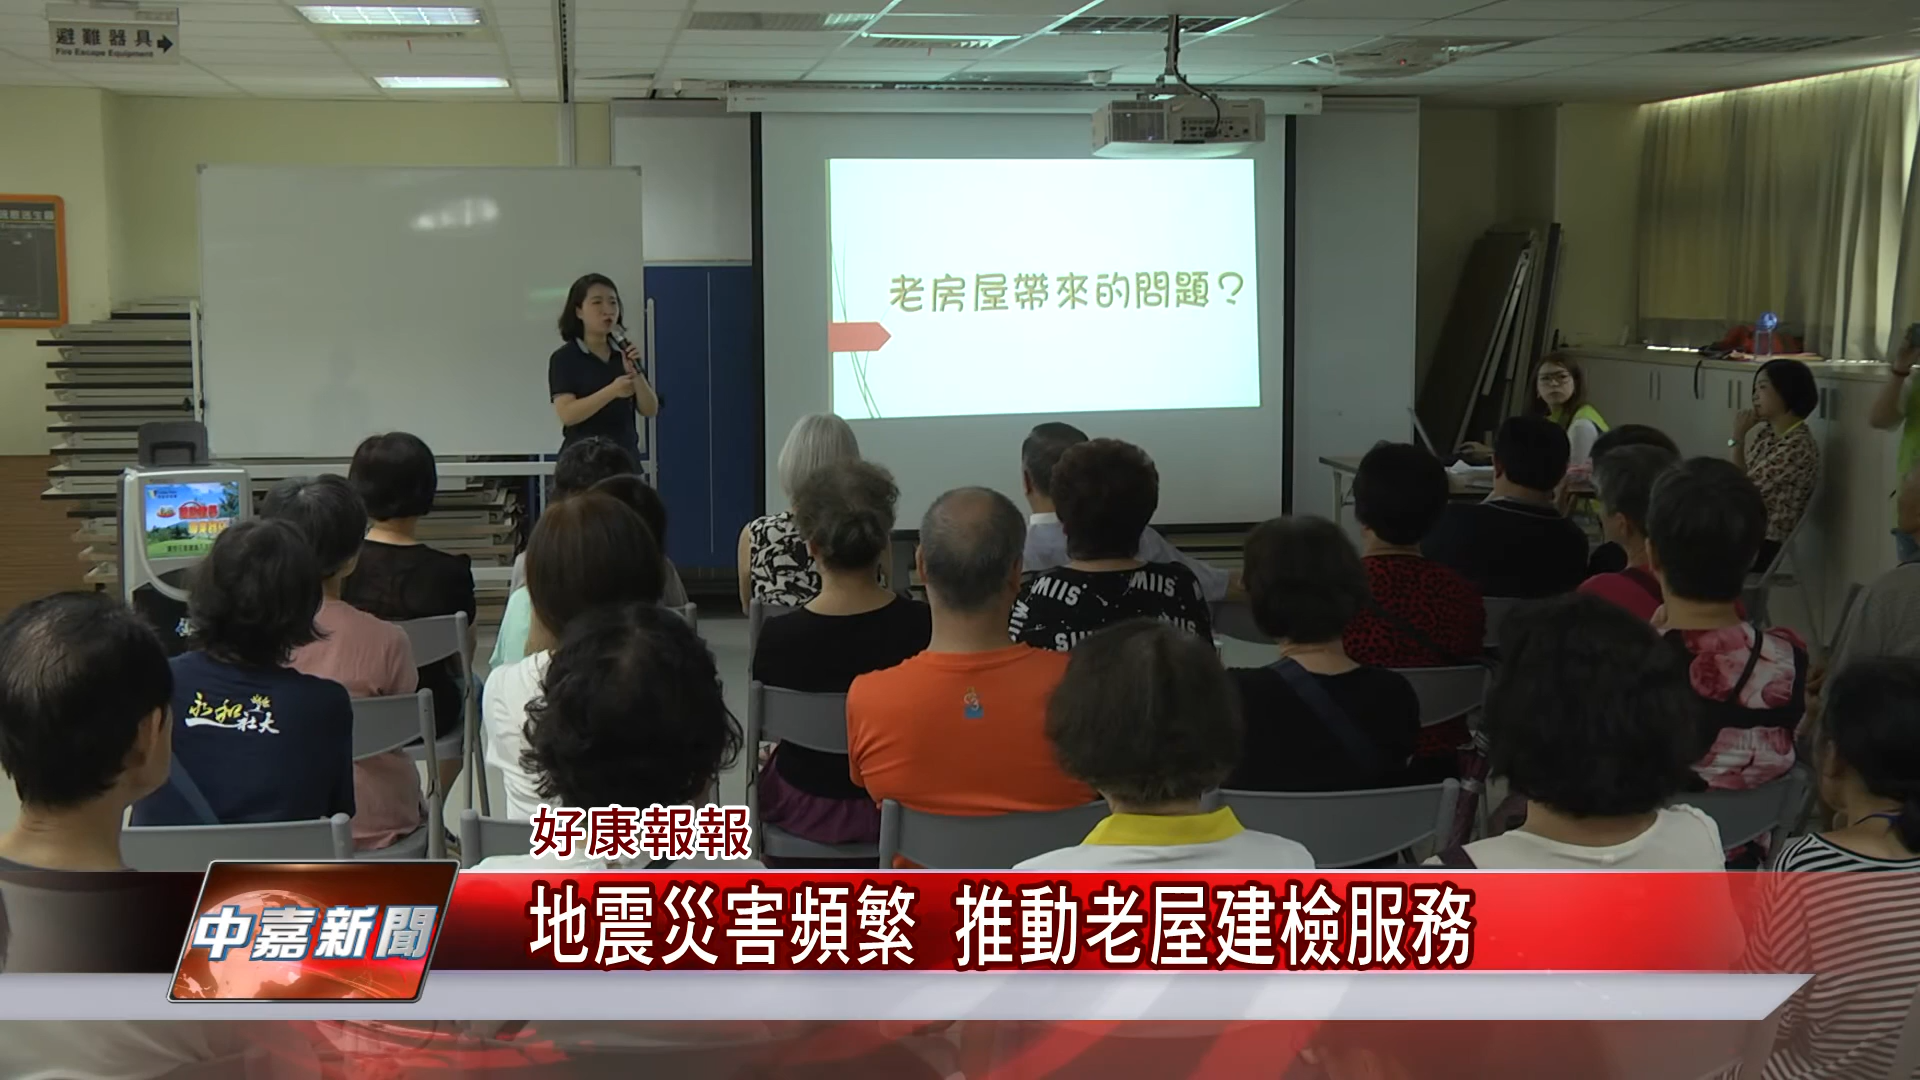 避難器具
Fire Escape Equipment
老房屋帶來的問題？
MIIS
MIIS
永和社大
好康報報
中嘉新聞
地震災害頻繁 推動老屋建檢服務